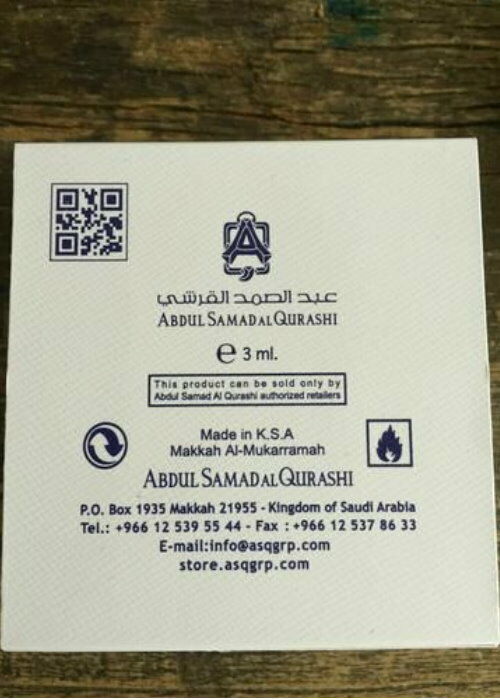 A
عبد الصمد القرشي
ABDUL SAMAD AL QURASHI
℮ 3 ml.
This product can be sold only by
Abdul Samad Al Qurashi authorized retailers
Made in K.S.A
Makkah Al-Mukarramah
ABDUL SAMAD AL QURASHI
P.O. Box 1935 Makkah 21955 - Kingdom of Saudi Arabia
Tel.: +966 12 539 55 44 - Fax : +966 12 537 86 33
E-mail:info@asqgrp.com
store.asqgrp.com